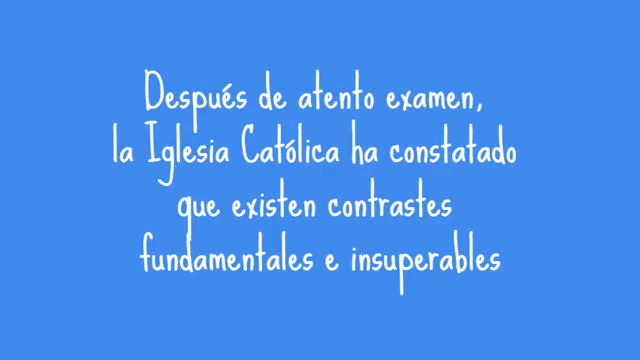 Después de atento examen,
la Iglesia Católica ha constatado
que existen contrastes
fundamentales e insuperables